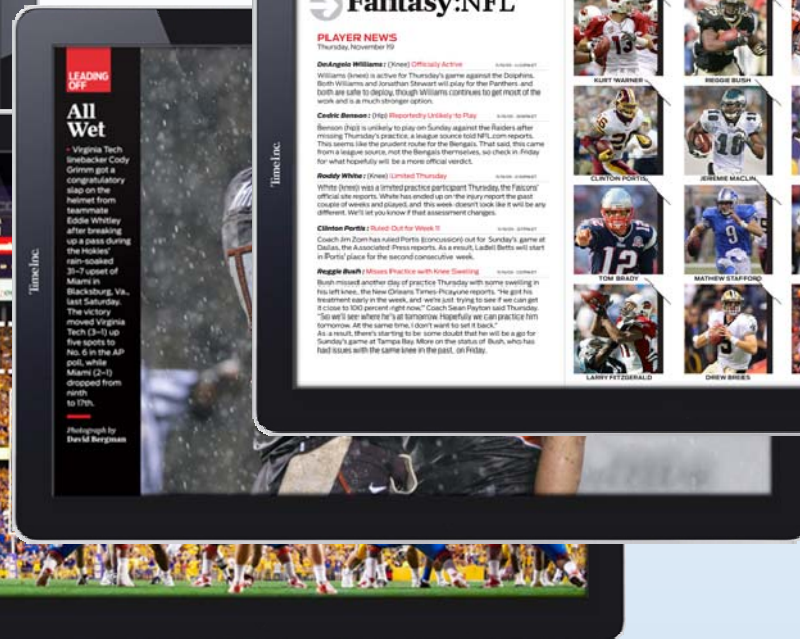 LEADING
OFF
All
Wet
• Virginia Tech
linebacker Cody
Grimm got a
congratulatory
slap on the
helmet from
teammate
Eddie Whitley
after breaking
up a pass during
the Hokies'
rain-soaked
31–7 upset of
Miami in
Blacksburg, Va.,
last Saturday.
The victory
moved Virginia
Tech (3–1) up
five spots to
No. 6 in the AP
poll, while
Miami (2–1)
dropped from
ninth
to 17th.
Photograph by
David Bergman
Time Inc.
Time Inc.
Fantasy:NFL
PLAYER NEWS
Thursday, November 19
DeAngelo Williams: (Knee) Officially Active
Williams (knee) is active for Thursday's game against the Dolphins.
Both Williams and Jonathan Stewart will play for the Panthers and
both are safe to deploy, though Williams continues to get most of the
work and is a much stronger option.
Cedric Benson: (Hip) Reportedly Unlikely to Play
Benson (hip) is unlikely to play on Sunday against the Raiders after
missing Thursday's practice, a league source told NFL.com reports.
This seems like the prudent route for the Bengals. That said, this came
from a league source, not the Bengals themselves, so check in Friday
for what hopefully will be a more official verdict.
Roddy White: (Knee) Limited Thursday
White (knee) was a limited practice participant Thursday, the Falcons'
official site reports. White has ended up on the injury report the past
couple of weeks and played, and this week doesn't look like it will be any
different. We'll let you know if that assessment changes.
Clinton Portis: Ruled Out for Week 11
Coach Jim Zorn has ruled Portis (concussion) out for Sunday's game at
Dallas, the Associated Press reports. As a result, Ladell Betts will start
in Portis' place for the second consecutive week.
Reggie Bush: Misses Practice with Knee Swelling
Bush missed another day of practice Thursday with some swelling in
his left knee, the New Orleans Times-Picayune reports. "He got his
treatment early in the week, and we're just trying to see if we can get
it close to 100 percent right now," Coach Sean Payton said Thursday.
"So we'll see where he's at tomorrow. Hopefully we can practice him
tomorrow. At the same time, I don't want to set it back."
As a result, there's starting to be some doubt that he will be a go for
Sunday's game at Tampa Bay. More on the status of Bush, who has
had issues with the same knee in the past, on Friday.
KURT WARNER
REGGIE BUSH
CLINTON PORTIS
JEREMIE MACLIN
TOM BRADY
MATHEW STAFFORD
LARRY FITZGERALD
DREW BREES